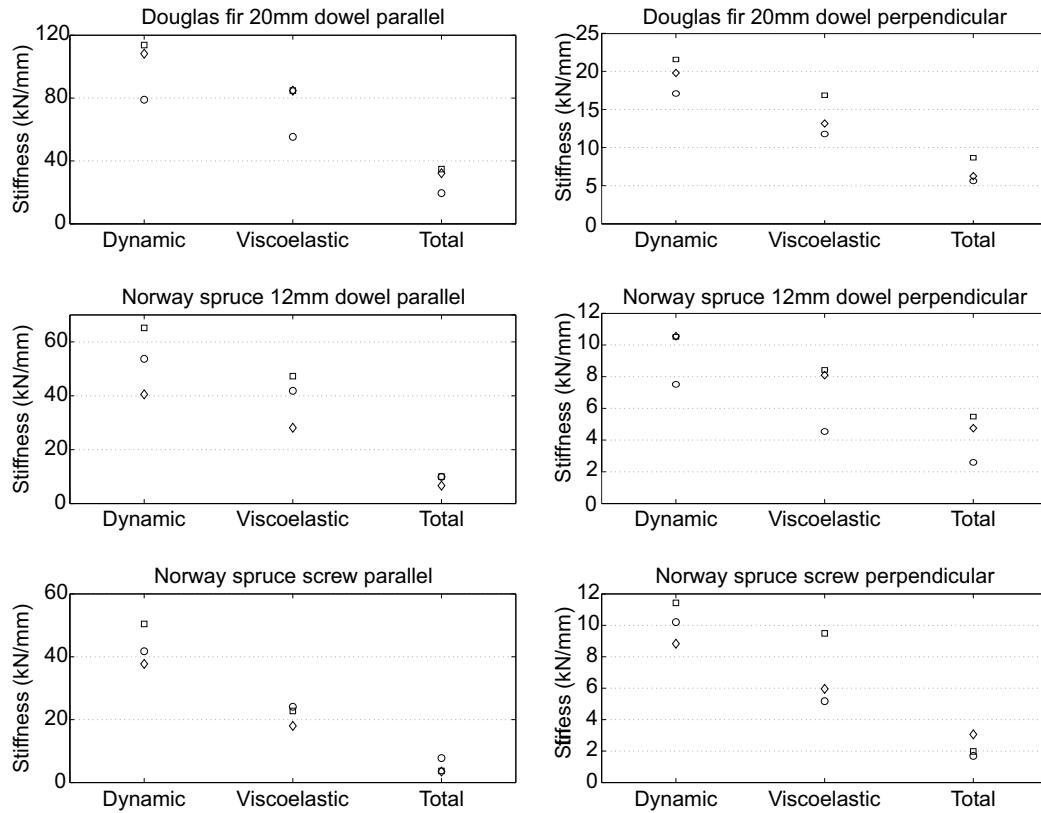 Douglas fir 20mm dowel parallel
Stiffness (kN/mm)
120
80
40
0
Dynamic Viscoelastic Total
Douglas fir 20mm dowel perpendicular
Stiffness (kN/mm)
25
20
15
10
5
0
Dynamic Viscoelastic Total
Norway spruce 12mm dowel parallel
Stiffness (kN/mm)
60
40
20
0
Dynamic Viscoelastic Total
Norway spruce 12mm dowel perpendicular
Stiffness (kN/mm)
12
10
8
6
4
2
0
Dynamic Viscoelastic Total
Norway spruce screw parallel
Stiffness (kN/mm)
60
40
20
0
Dynamic Viscoelastic Total
Norway spruce screw perpendicular
Stiffness (kN/mm)
12
10
8
6
4
2
0
Dynamic Viscoelastic Total